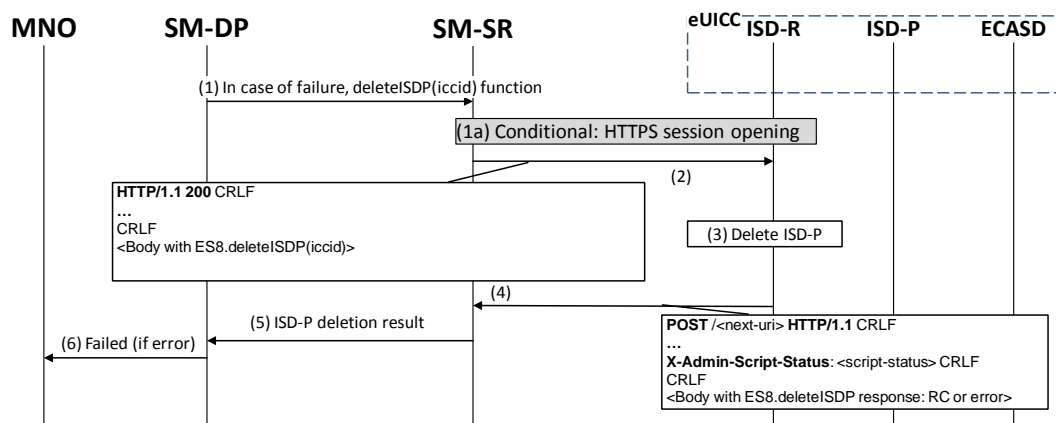 MNO
SM-DP
SM-SR
eUICC
ISD-R
ISD-P
ECASD
(1) In case of failure, deleteISDP(iccid) function
(1a) Conditional: HTTPS session opening
(2)
HTTP/1.1 200 CRLF
...
CRLF
<Body with ES8.deleteISDP(iccid)>
(3) Delete ISD-P
(4)
(5) ISD-P deletion result
(6) Failed (if error)
POST /<next-uri> HTTP/1.1 CRLF
...
X-Admin-Script-Status: <script-status> CRLF
CRLF
<Body with ES8.deleteISDP response: RC or error>